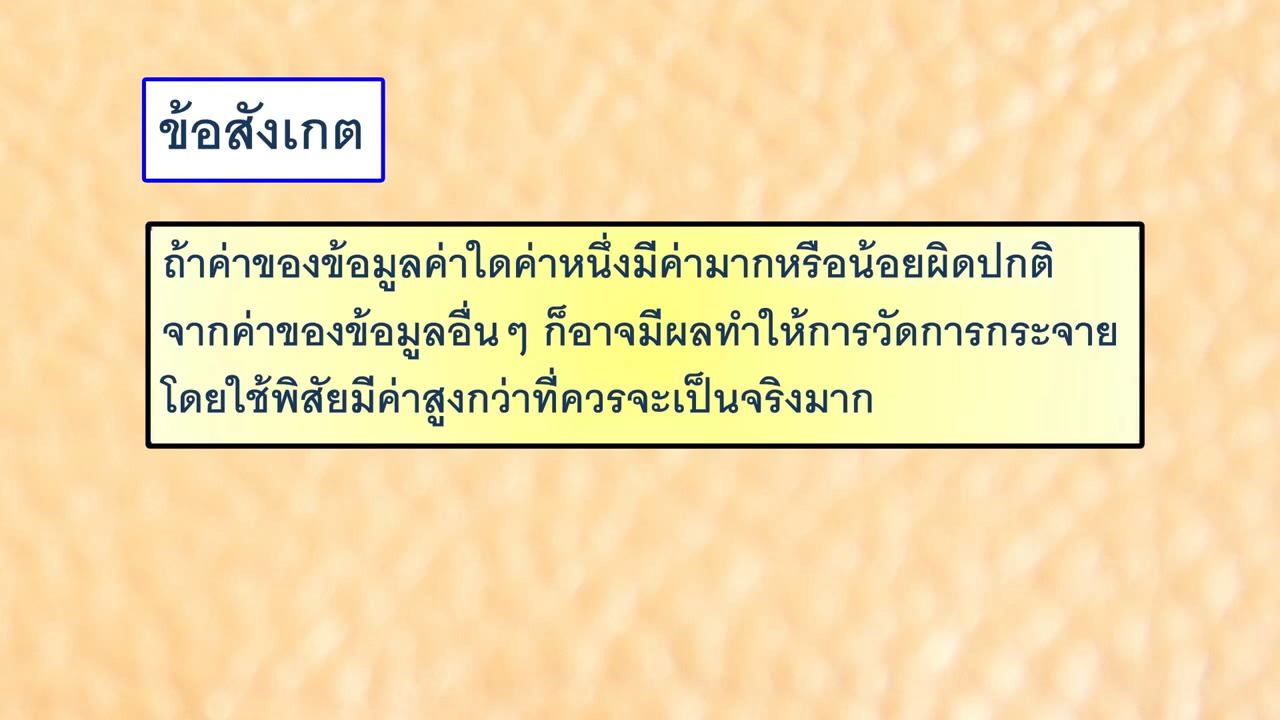 ข้อสังเกต
ถ้าค่าของข้อมูลค่าใดค่าหนึ่งมีค่ามากหรือน้อยผิดปกติ
จากค่าของข้อมูลอื่นๆ ก็อาจมีผลทำให้การวัดการกระจาย
โดยใช้พิสัยมีค่าสูงกว่าที่ควรจะเป็นจริงมาก